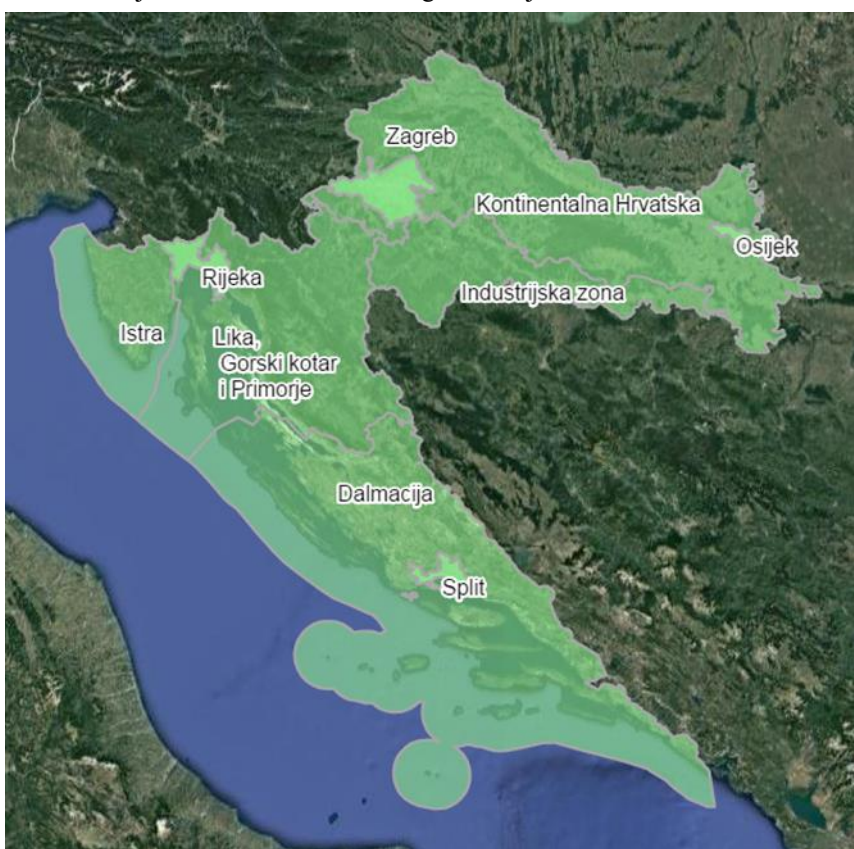 Zagreb
Kontinentalna Hrvatska
Osijek
Rijeka
Industrijska zona
Istra
Lika,
Gorski kotar
i Primorje
Dalmacija
Split